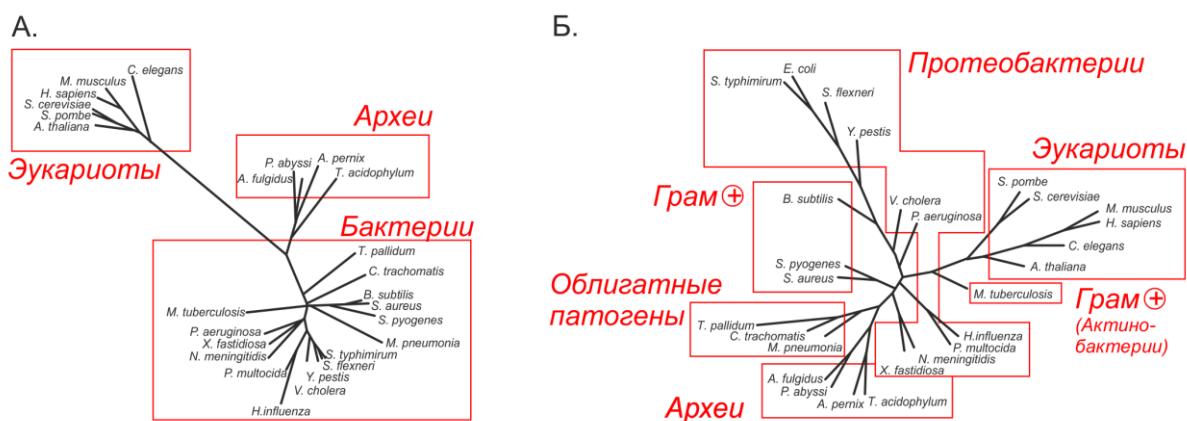 А.
C. elegans
M. musculus
H. sapiens
S. cerevisiae
S. pombe
A. thaliana
Эукариоты
Археи
P. abyssi
A. pernix
A. fulgidus
T. acidophylum
Бактерии
T. pallidum
C. trachomatis
B. subtilis
S. aureus
M. tuberculosis
S. pyogenes
P. aeruginosa
X. fastidiosa
N. meningitidis
M. pneumonia
S. typhimirum
S. flexneri
P. multocida
Y. pestis
V. cholera
H.influenza
Б.
Протеобактерии
E. coli
S. typhimirum
S. flexneri
Y. pestis
Эукариоты
S. pombe
S. cerevisiae
M. musculus
H. sapiens
C. elegans
A. thaliana
Грам +
B. subtilis
V. cholera
P. aeruginosa
S. pyogenes
S. aureus
M. tuberculosis
Грам +
(Актино-
бактерии)
Облигатные
патогены
T. pallidum
C. trachomatis
M. pneumonia
H.influenza
P. multocida
N. meningitidis
X. fastidiosa
A. fulgidus
P. abyssi
A. pernix
T. acidophylum
Археи